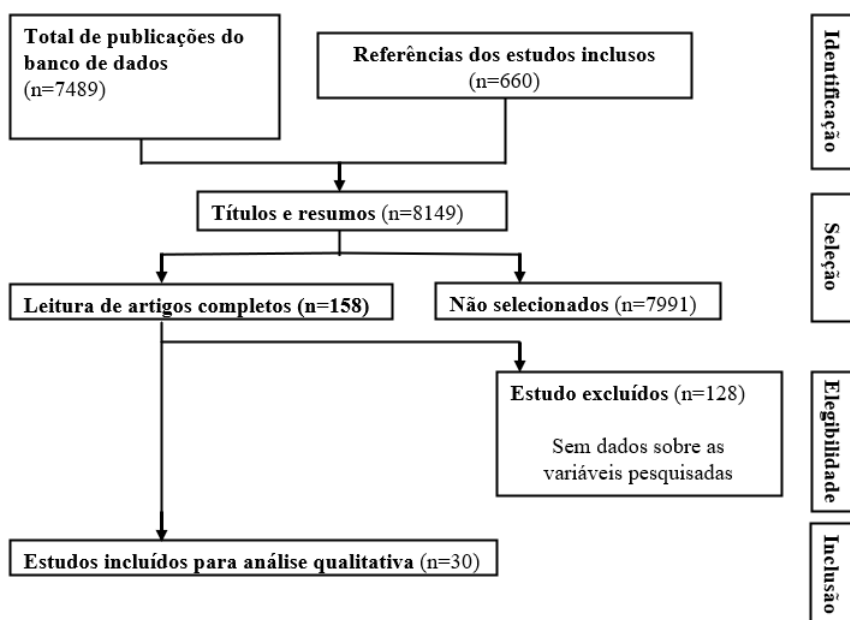 Total de publicações do
banco de dados
(n=7489)
Referências dos estudos inclusos
(n=660)
Identificação
Títulos e resumos (n=8149)
Seleção
Leitura de artigos completos (n=158)
Não selecionados (n=7991)
Estudo excluídos (n=128)
Sem dados sobre as
variáveis pesquisadas
Elegibilidade
Estudos incluídos para análise qualitativa (n=30)
Inclusão